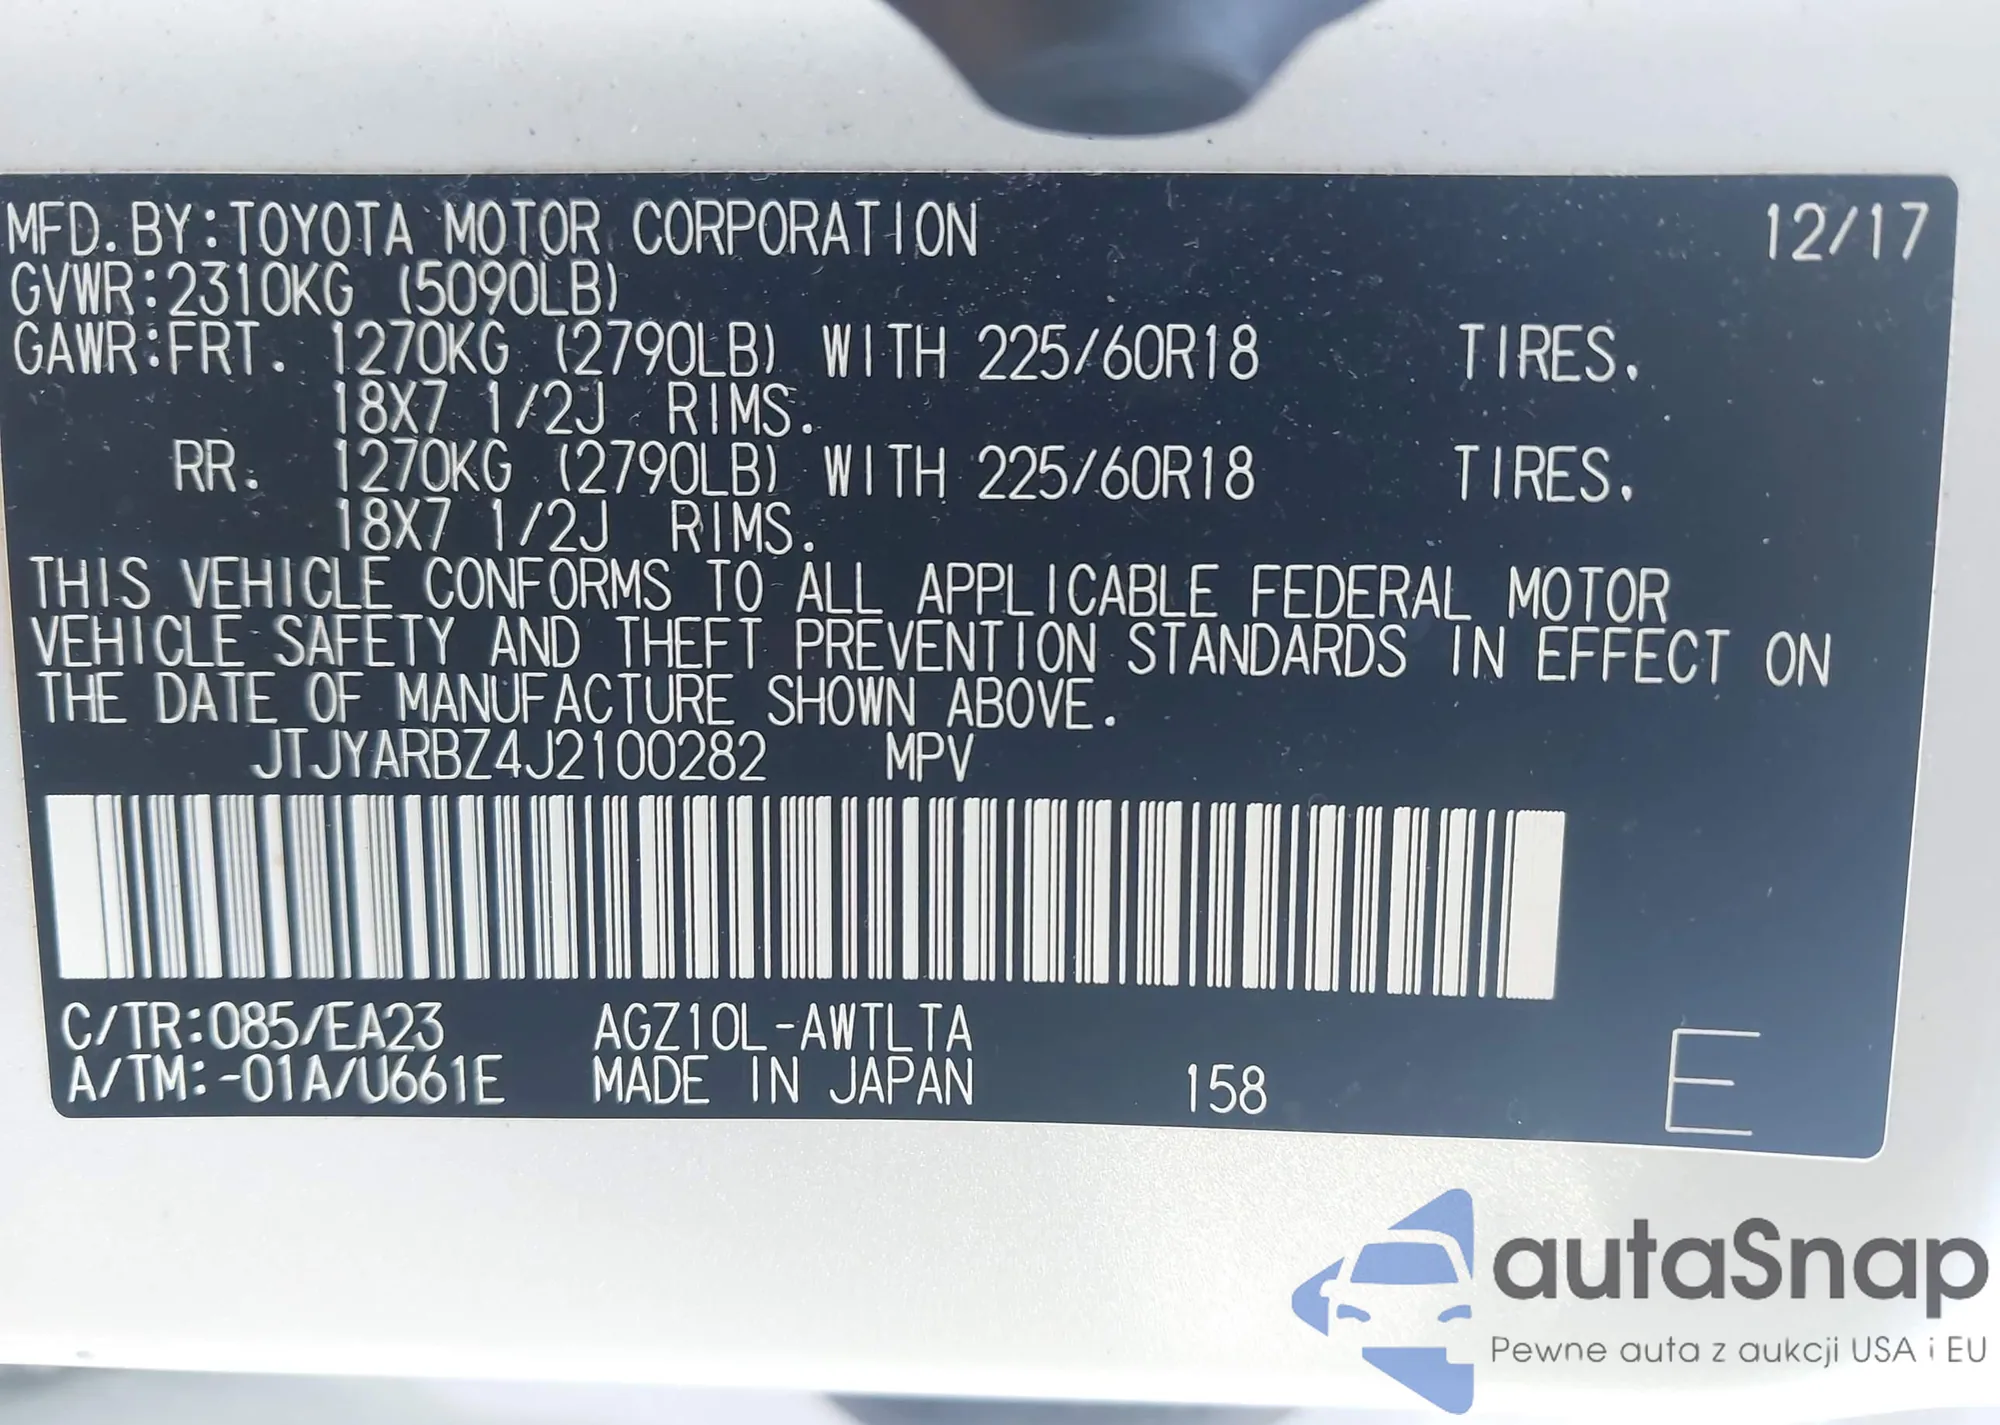 MFD.BY:TOYOTA MOTOR CORPORATION 12/17
GVWR:2310KG (5090LB)
GAWR:FRT. 1270KG (2790LB) WITH 225/60R18 TIRES.
18X7 1/2J RIMS.
RR. 1270KG (2790LB) WITH 225/60R18 TIRES.
18X7 1/2J RIMS.
THIS VEHICLE CONFORMS TO ALL APPLICABLE FEDERAL MOTOR
VEHICLE SAFETY AND THEFT PREVENTION STANDARDS IN EFFECT ON
THE DATE OF MANUFACTURE SHOWN ABOVE.
JTJYARBZ4J2100282 MPV
C/TR:085/EA23 AGZ10L-AWTLTA
A/TM:-01A/U661E MADE IN JAPAN 158 E
autaSnap
Pewne auta z aukcji USA i EU